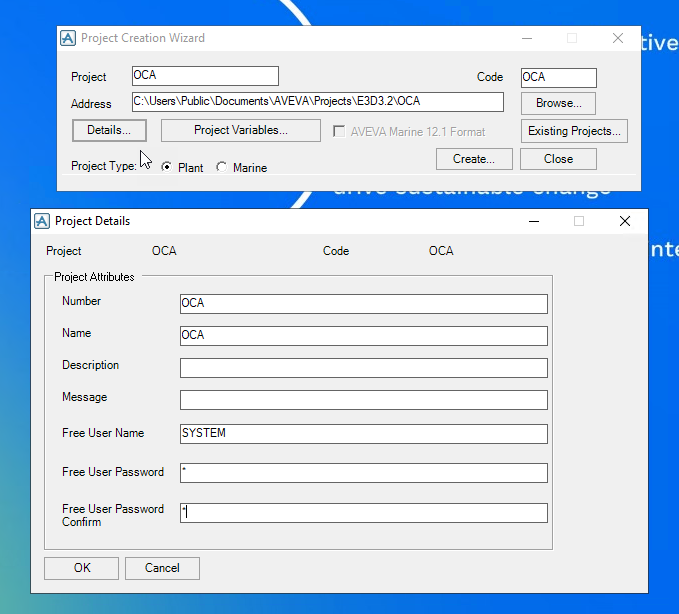 Project Creation Wizard
tive
Project OCA Code OCA
Address C:\Users\Public\Documents\AVEVA\Projects\E3D3.2\OCA Browse...
Details... Project Variables... AVEVA Marine 12.1 Format Existing Projects...
Project Type: Plant Marine Create... Close
drive sustainable change
Project Details
Project OCA Code OCA
nte
Project Attributes
Number OCA
Name OCA
Description
Message
Free User Name SYSTEM
Free User Password *
Free User Password
Confirm *
OK Cancel